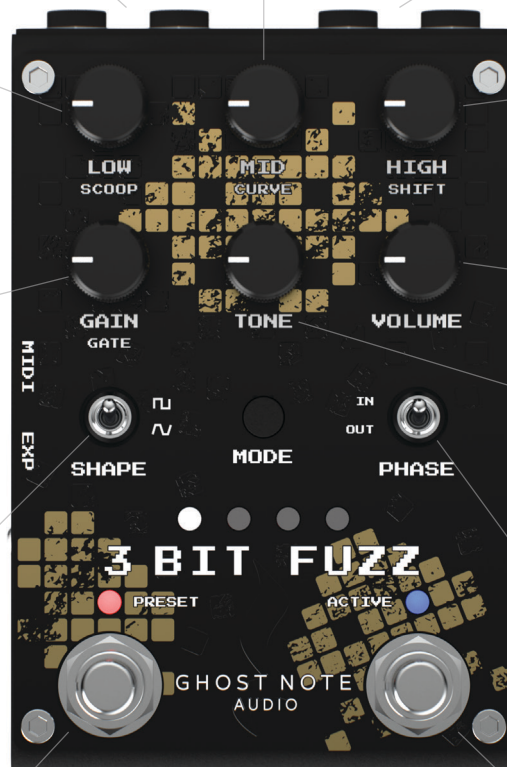 LOW MID HIGH
SCOOP CURVE SHIFT
GAIN TONE VOLUME
GATE
MIDI
EXP
IN
OUT
SHAPE MODE PHASE
3 BIT FUZZ
PRESET ACTIVE
GHOST NOTE
AUDIO